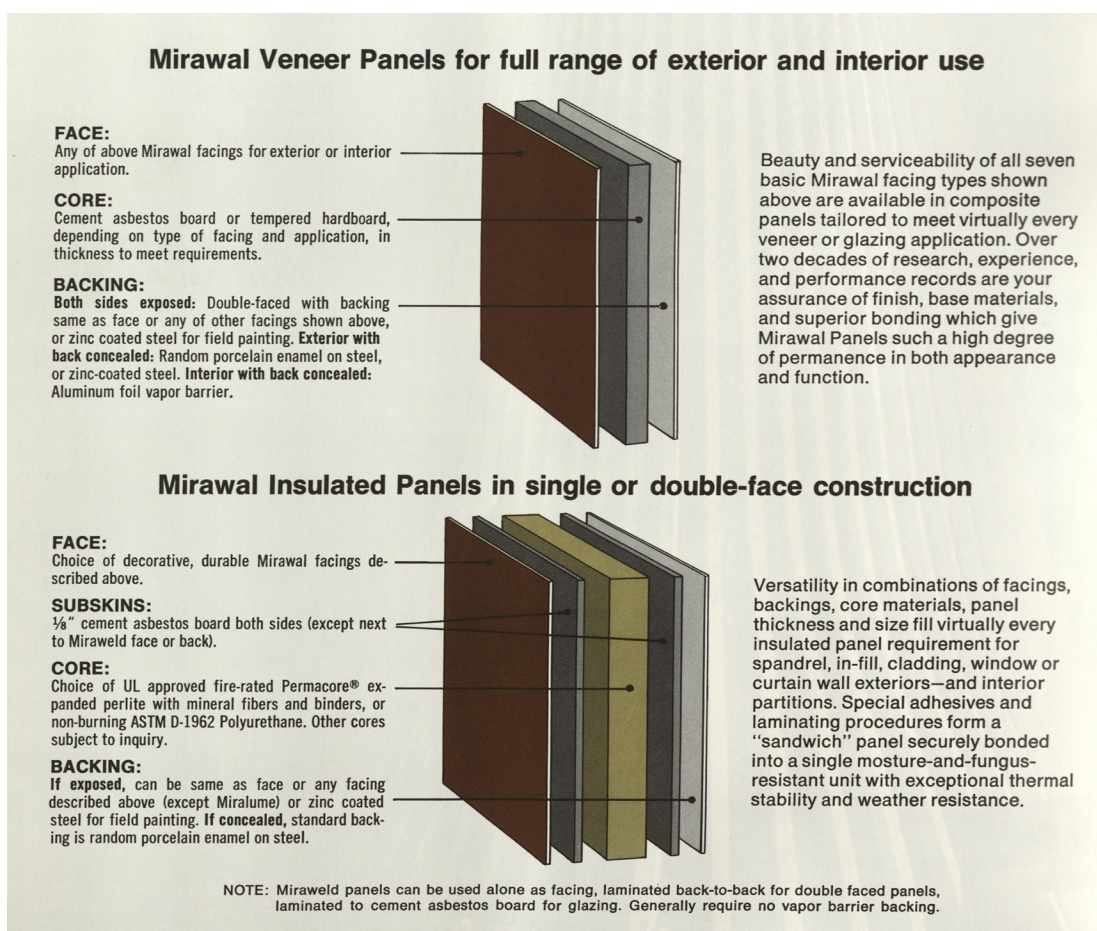 Mirawal Veneer Panels for full range of exterior and interior use
FACE:
Any of above Mirawal facings for exterior or interior
application.
CORE:
Cement asbestos board or tempered hardboard,
depending on type of facing and application, in
thickness to meet requirements.
BACKING:
Both sides exposed: Double-faced with backing
same as face or any of other facings shown above,
or zinc coated steel for field painting. Exterior with
back concealed: Random porcelain enamel on steel,
or zinc-coated steel. Interior with back concealed:
Aluminum foil vapor barrier.
Beauty and serviceability of all seven
basic Mirawal facing types shown
above are available in composite
panels tailored to meet virtually every
veneer or glazing application. Over
two decades of research, experience,
and performance records are your
assurance of finish, base materials,
and superior bonding which give
Mirawal Panels such a high degree
of permanence in both appearance
and function.
Mirawal Insulated Panels in single or double-face construction
FACE:
Choice of decorative, durable Mirawal facings de-
scribed above.
SUBSKINS:
⅛" cement asbestos board both sides (except next
to Miraweld face or back).
CORE:
Choice of UL approved fire-rated Permacore® ex-
panded perlite with mineral fibers and binders, or
non-burning ASTM D-1962 Polyurethane. Other cores
subject to inquiry.
BACKING:
If exposed, can be same as face or any facing
described above (except Miralume) or zinc coated
steel for field painting. If concealed, standard back-
ing is random porcelain enamel on steel.
Versatility in combinations of facings,
backings, core materials, panel
thickness and size fill virtually every
insulated panel requirement for
spandrel, in-fill, cladding, window or
curtain wall exteriors—and interior
partitions. Special adhesives and
laminating procedures form a
"sandwich" panel securely bonded
into a single mosture-and-fungus-
resistant unit with exceptional thermal
stability and weather resistance.
NOTE: Miraweld panels can be used alone as facing, laminated back-to-back for double faced panels,
laminated to cement asbestos board for glazing. Generally require no vapor barrier backing.